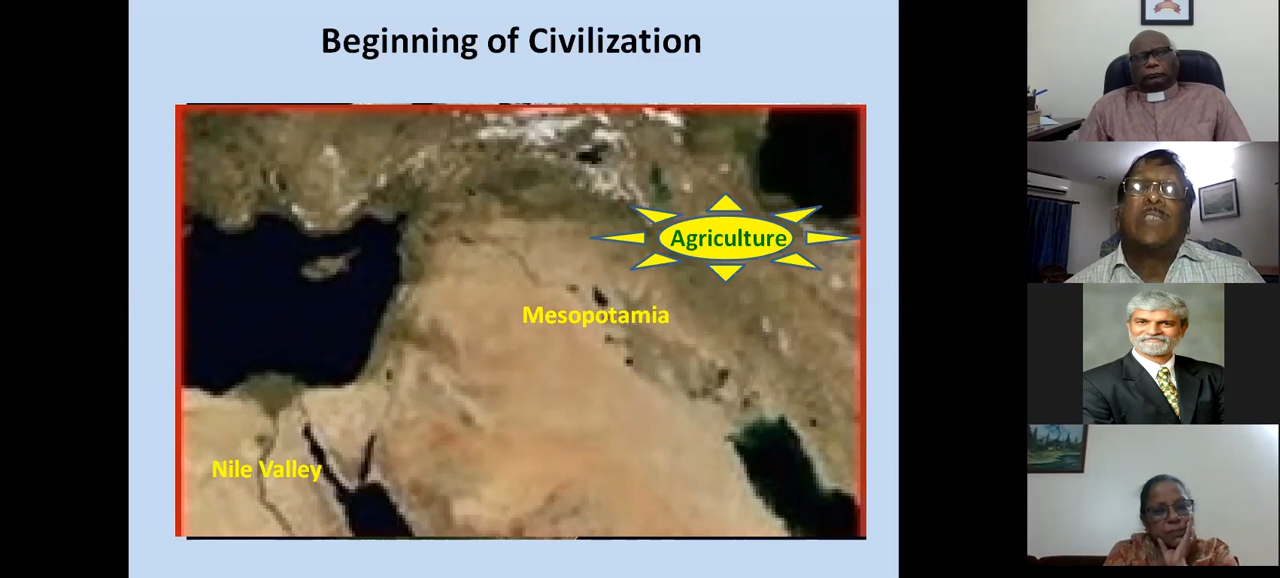 Beginning of Civilization
Agriculture
Mesopotamia
Nile Valley